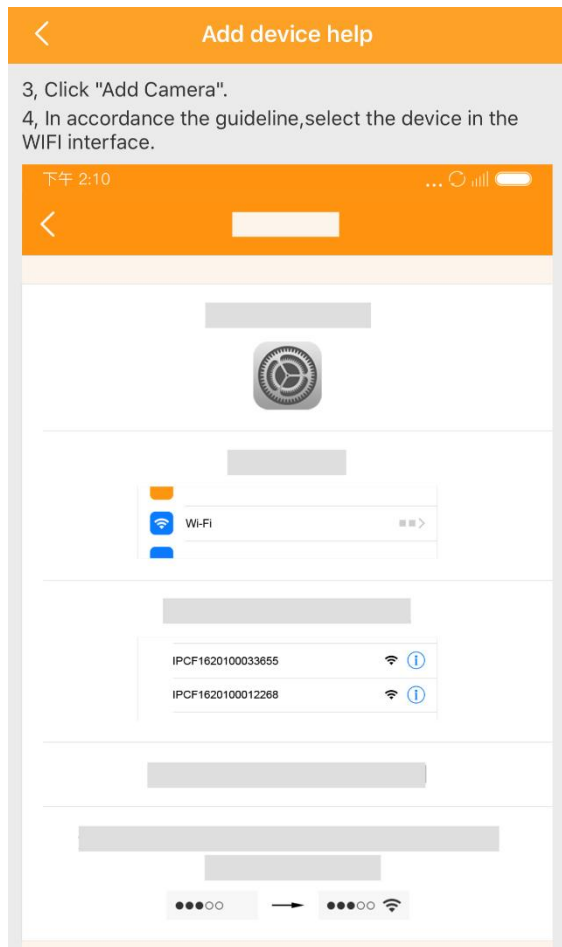 Add device help
3, Click "Add Camera".
4, In accordance the guideline,select the device in the
WIFI interface.
下午 2:10
Wi-Fi
IPCF1620100033655
IPCF1620100012268